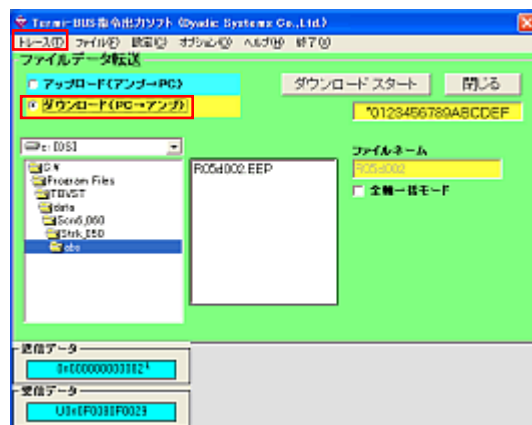 Termi-BUS指令出力ソフト (Dyadic Systems Co.,Ltd.)
トレース(T) ファイル(F) 設定(C) オプション(O) ヘルプ(H) 終了(X)
ファイルデータ転送
アップロード(アンプ→PC)
ダウンロード(PC→アンプ)
ダウンロードスタート
閉じる
"0123456789ABCDEF
c: [OS]
ファイルネーム
C:¥
Program Files
TBVST
data
abs
R05d002.EEP
R05d002
全軸一括モード
送信データ
受信データ